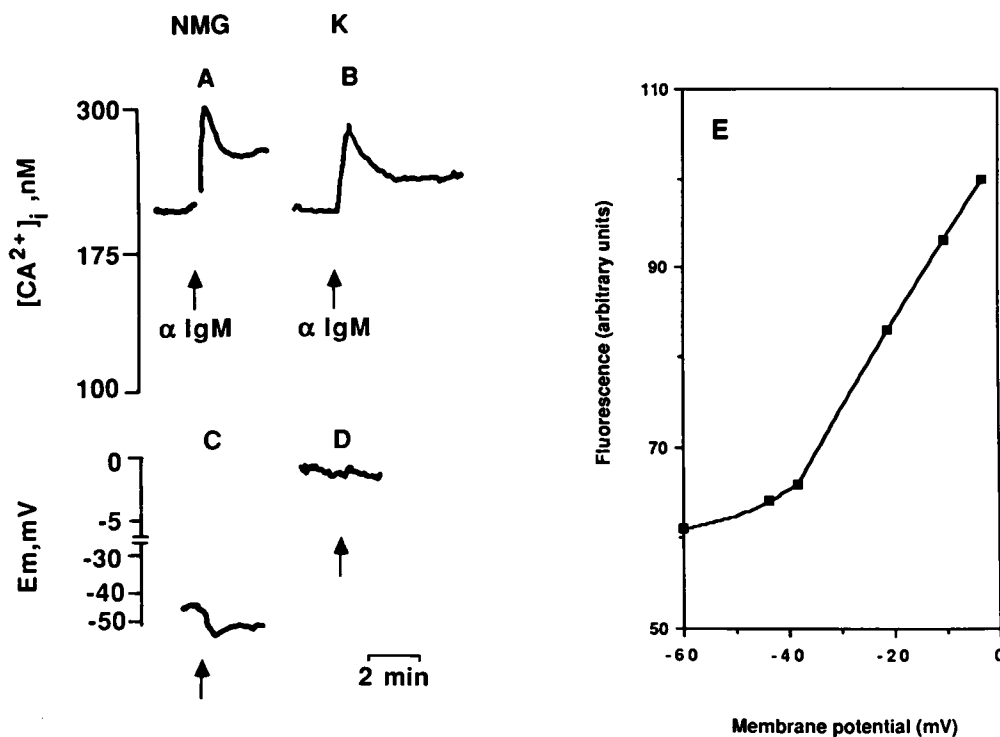 NMG K
A B
300
175
100
[CA²⁺]ᵢ ,nM
α IgM α IgM
C D
0
-5
-30
-40
-50
Em,mV
2 min
E
110
90
70
50
Fluorescence (arbitrary units)
-60 -40 -20 0
Membrane potential (mV)